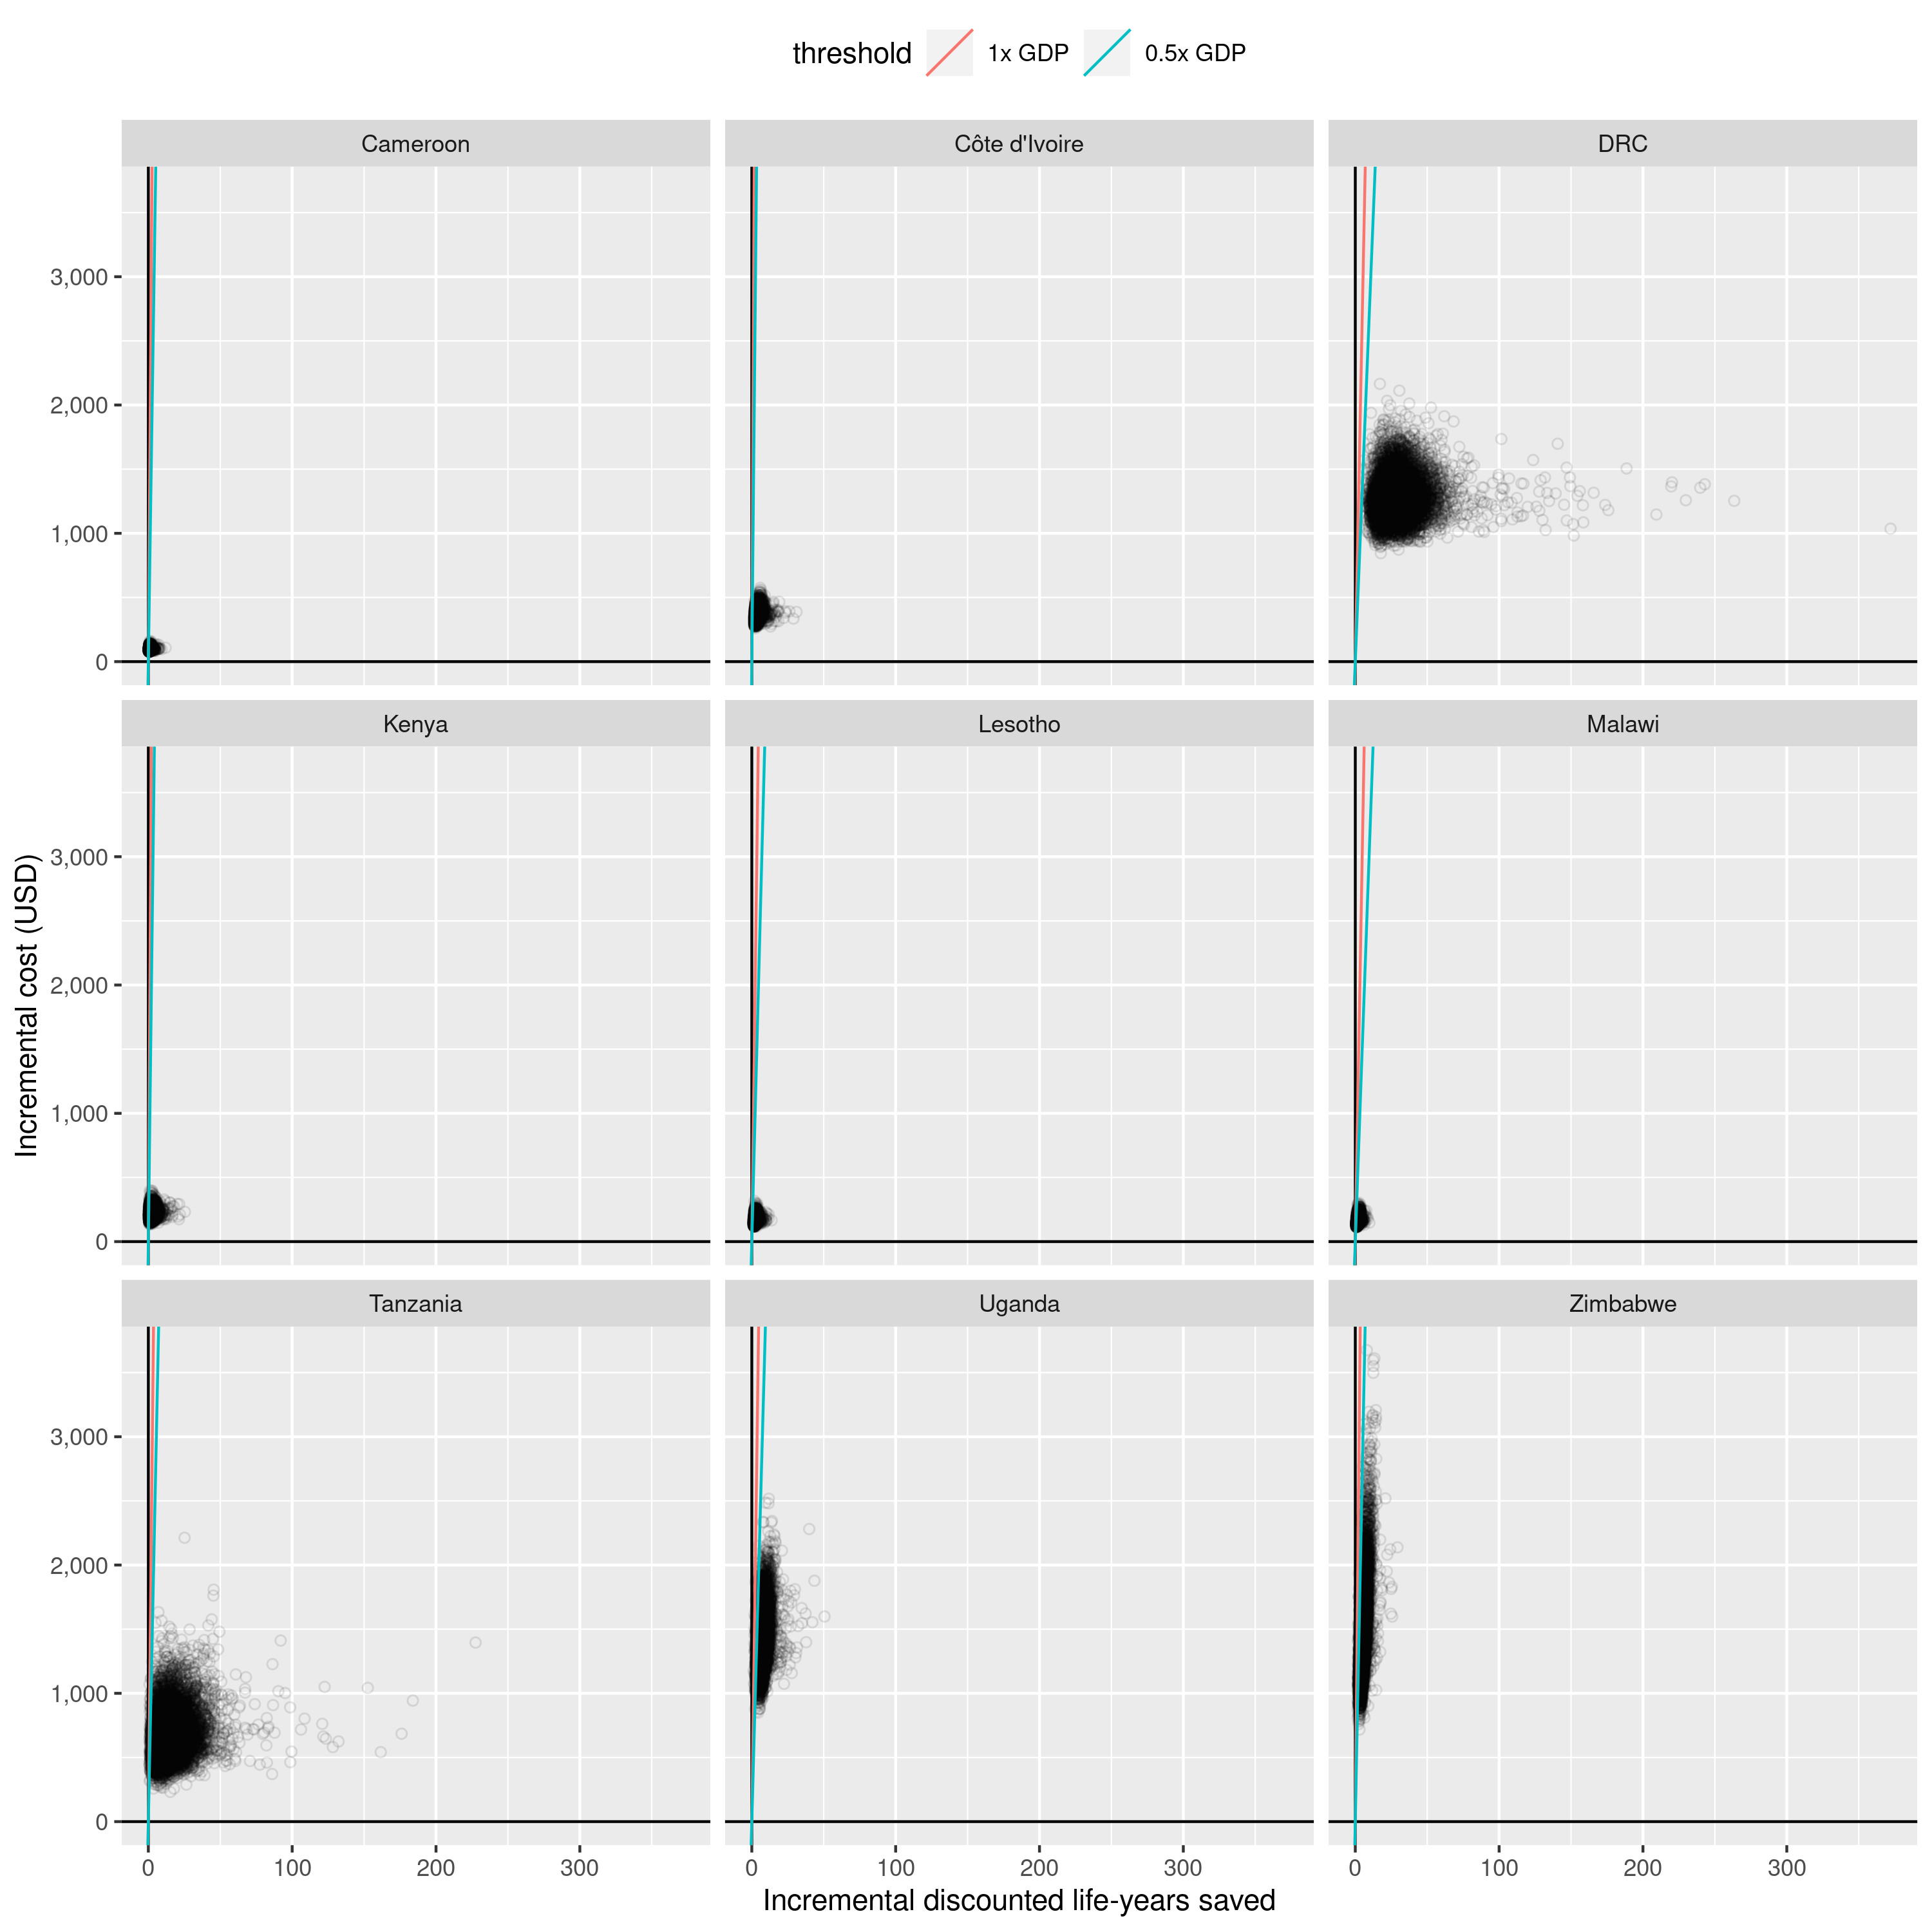 threshold 1x GDP 0.5x GDP
Cameroon Côte d'Ivoire DRC
3,000
2,000
1,000
0
Kenya Lesotho Malawi
Incremental cost (USD)
3,000
2,000
1,000
0
Tanzania Uganda Zimbabwe
3,000
2,000
1,000
0
0 100 200 300 0 100 200 300 0 100 200 300
Incremental discounted life-years saved